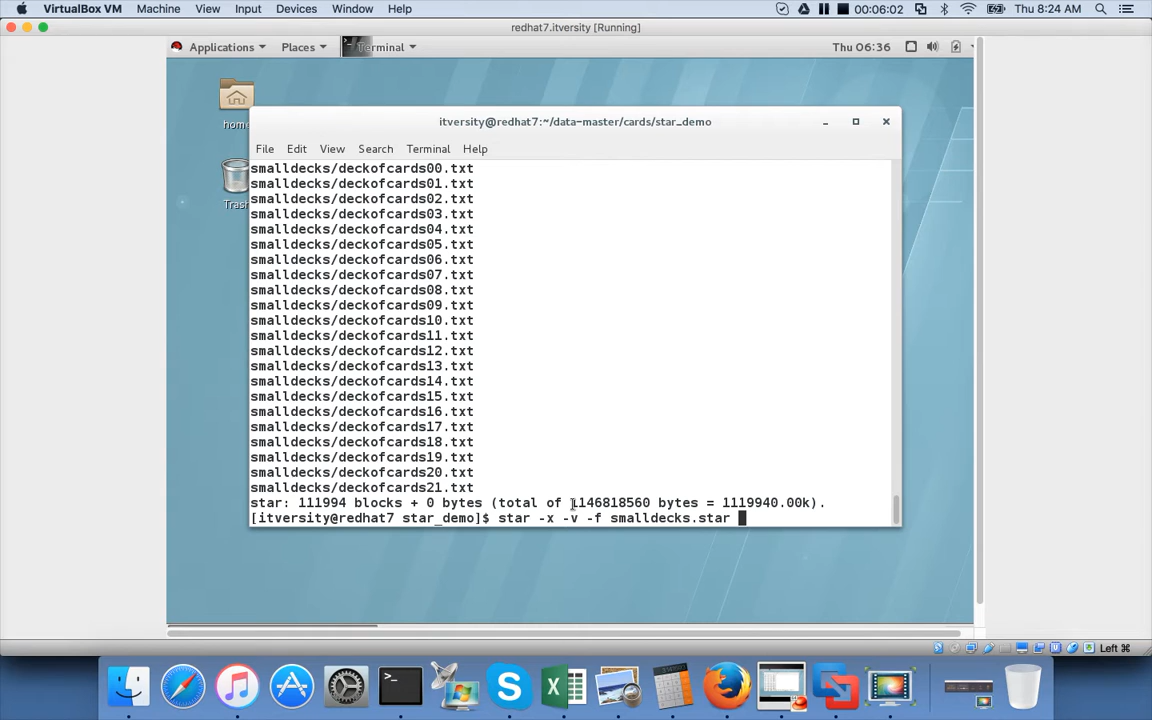 VirtualBox VM Machine View Input Devices Window Help 00:06:02 Thu 8:24 AM
redhat7.itversity [Running]
Applications Places Terminal Thu 06:36
home
Trash
itversity@redhat7:~/data-master/cards/star_demo
File Edit View Search Terminal Help
smalldecks/deckofcards00.txt
smalldecks/deckofcards01.txt
smalldecks/deckofcards02.txt
smalldecks/deckofcards03.txt
smalldecks/deckofcards04.txt
smalldecks/deckofcards05.txt
smalldecks/deckofcards06.txt
smalldecks/deckofcards07.txt
smalldecks/deckofcards08.txt
smalldecks/deckofcards09.txt
smalldecks/deckofcards10.txt
smalldecks/deckofcards11.txt
smalldecks/deckofcards12.txt
smalldecks/deckofcards13.txt
smalldecks/deckofcards14.txt
smalldecks/deckofcards15.txt
smalldecks/deckofcards16.txt
smalldecks/deckofcards17.txt
smalldecks/deckofcards18.txt
smalldecks/deckofcards19.txt
smalldecks/deckofcards20.txt
smalldecks/deckofcards21.txt
star: 111994 blocks + 0 bytes (total of 1146818560 bytes = 1119940.00k).
[itversity@redhat7 star_demo]$ star -x -v -f smalldecks.star
Left ⌘